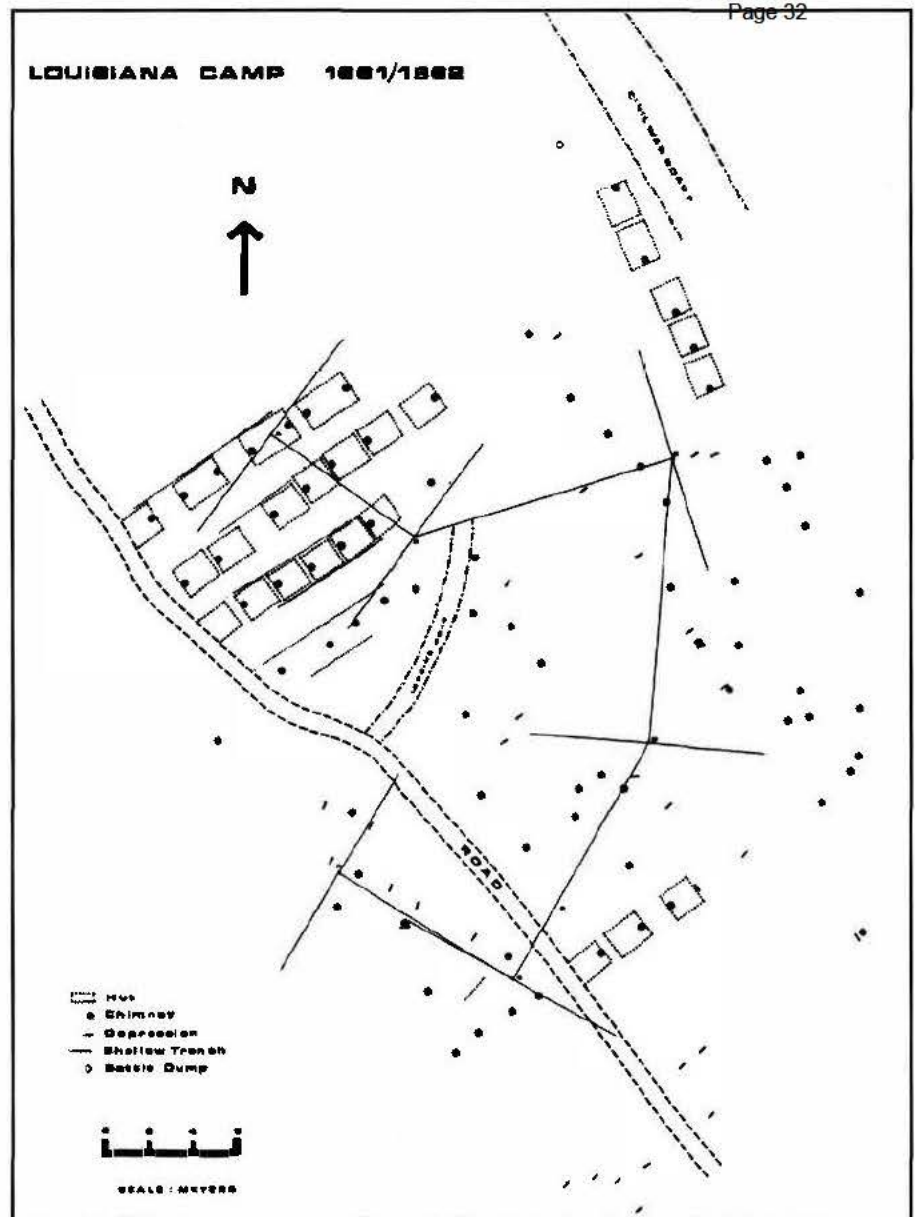 Page 32
LOUISIANA CAMP 1861/1862
N
ROAD
Hut
Chimney
Depression
Shallow Trench
Bottle Dump
SCALE : METERS